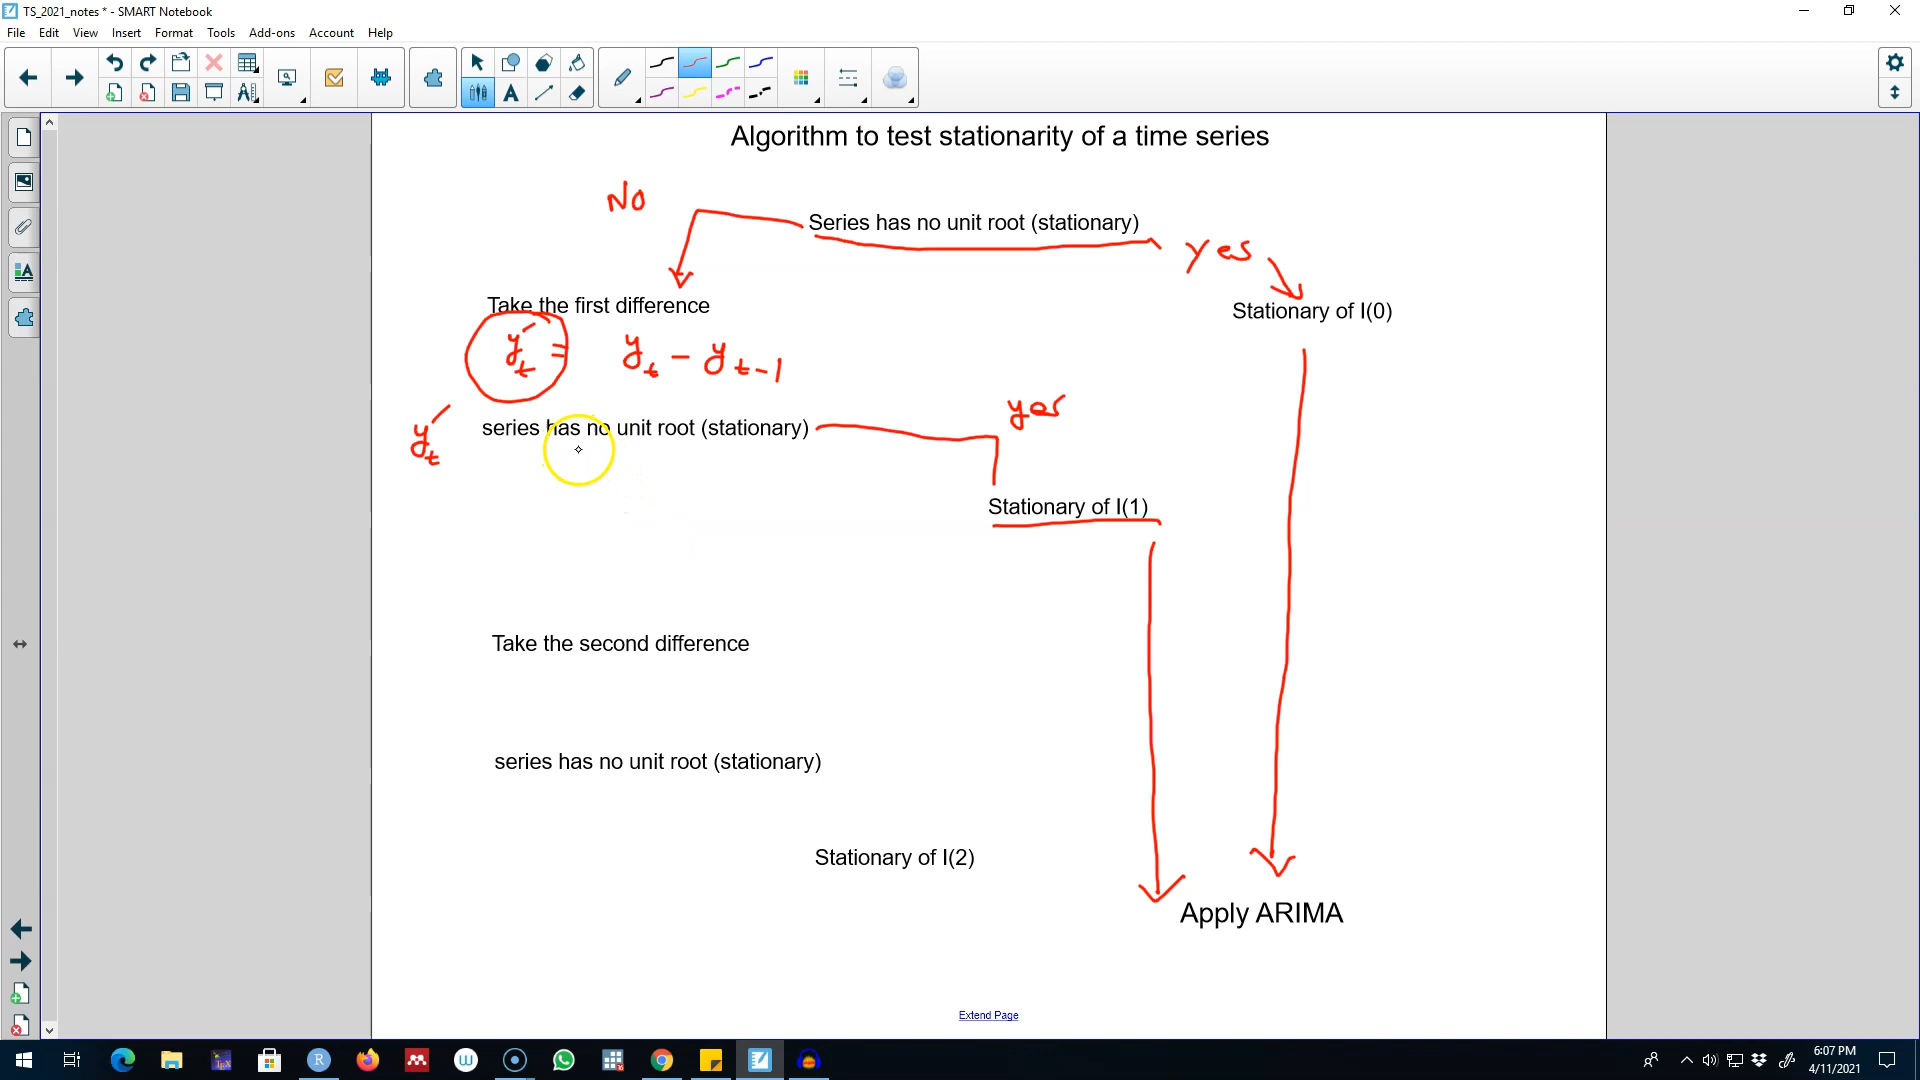 TS_2021_notes * - SMART Notebook
File Edit View Insert Format Tools Add-ons Account Help
Algorithm to test stationarity of a time series
NO
Series has no unit root (stationary)
yes
Take the first difference
Stationary of I(0)
y't = yt - yt-1
yes
y't series has no unit root (stationary)
Stationary of I(1)
Take the second difference
series has no unit root (stationary)
Stationary of I(2)
Apply ARIMA
Extend Page
6:07 PM
4/11/2021